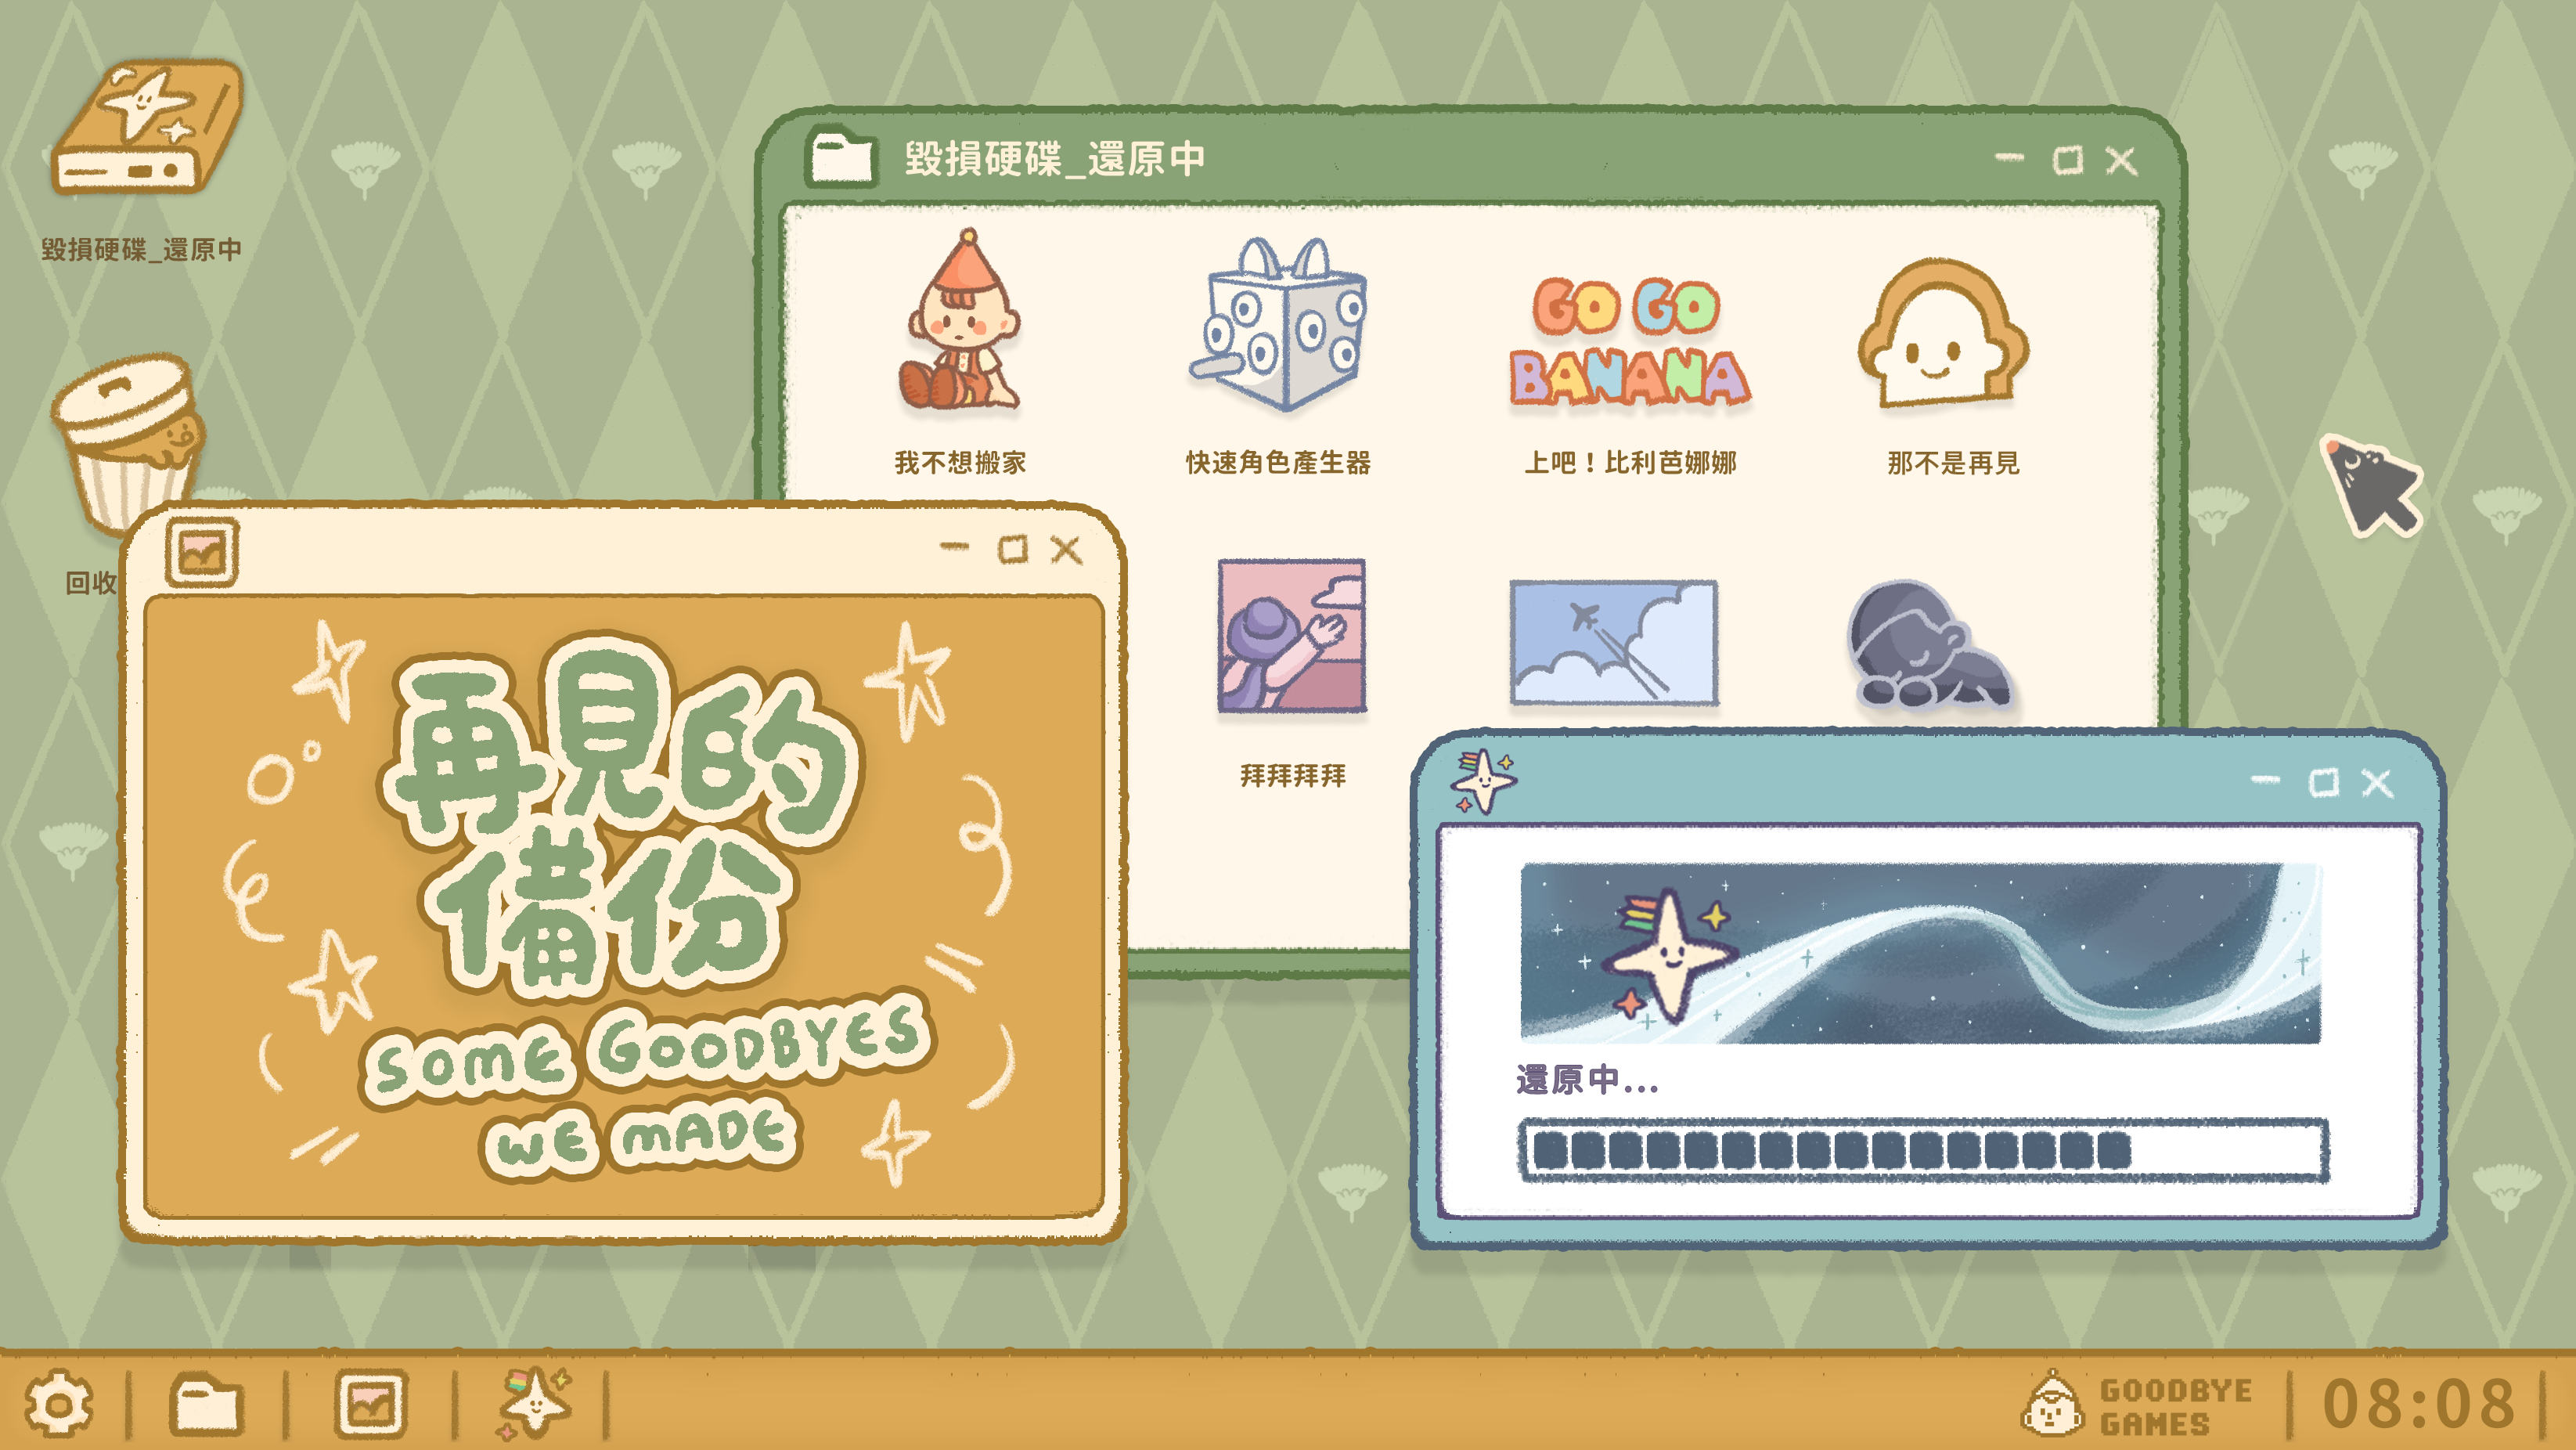 毀損硬碟_還原中
毀損硬碟_還原中
我不想搬家
快速角色產生器
上吧！比利芭娜娜
那不是再見
GO GO
BANANA
回收
拜拜拜拜
再見的
備份
SOME GOODBYES
WE MADE
還原中...
GOODBYE
GAMES
08:08